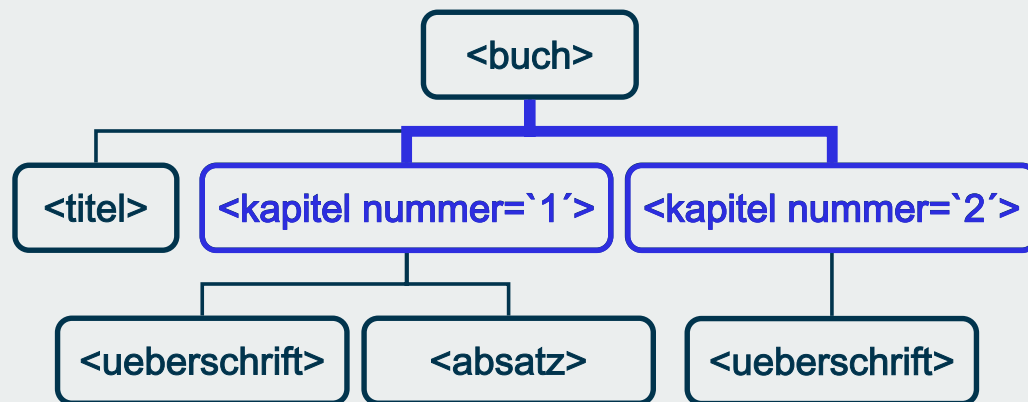 <buch>
<titel>
<kapitel nummer=`1´>
<kapitel nummer=`2´>
<ueberschrift>
<absatz>
<ueberschrift>